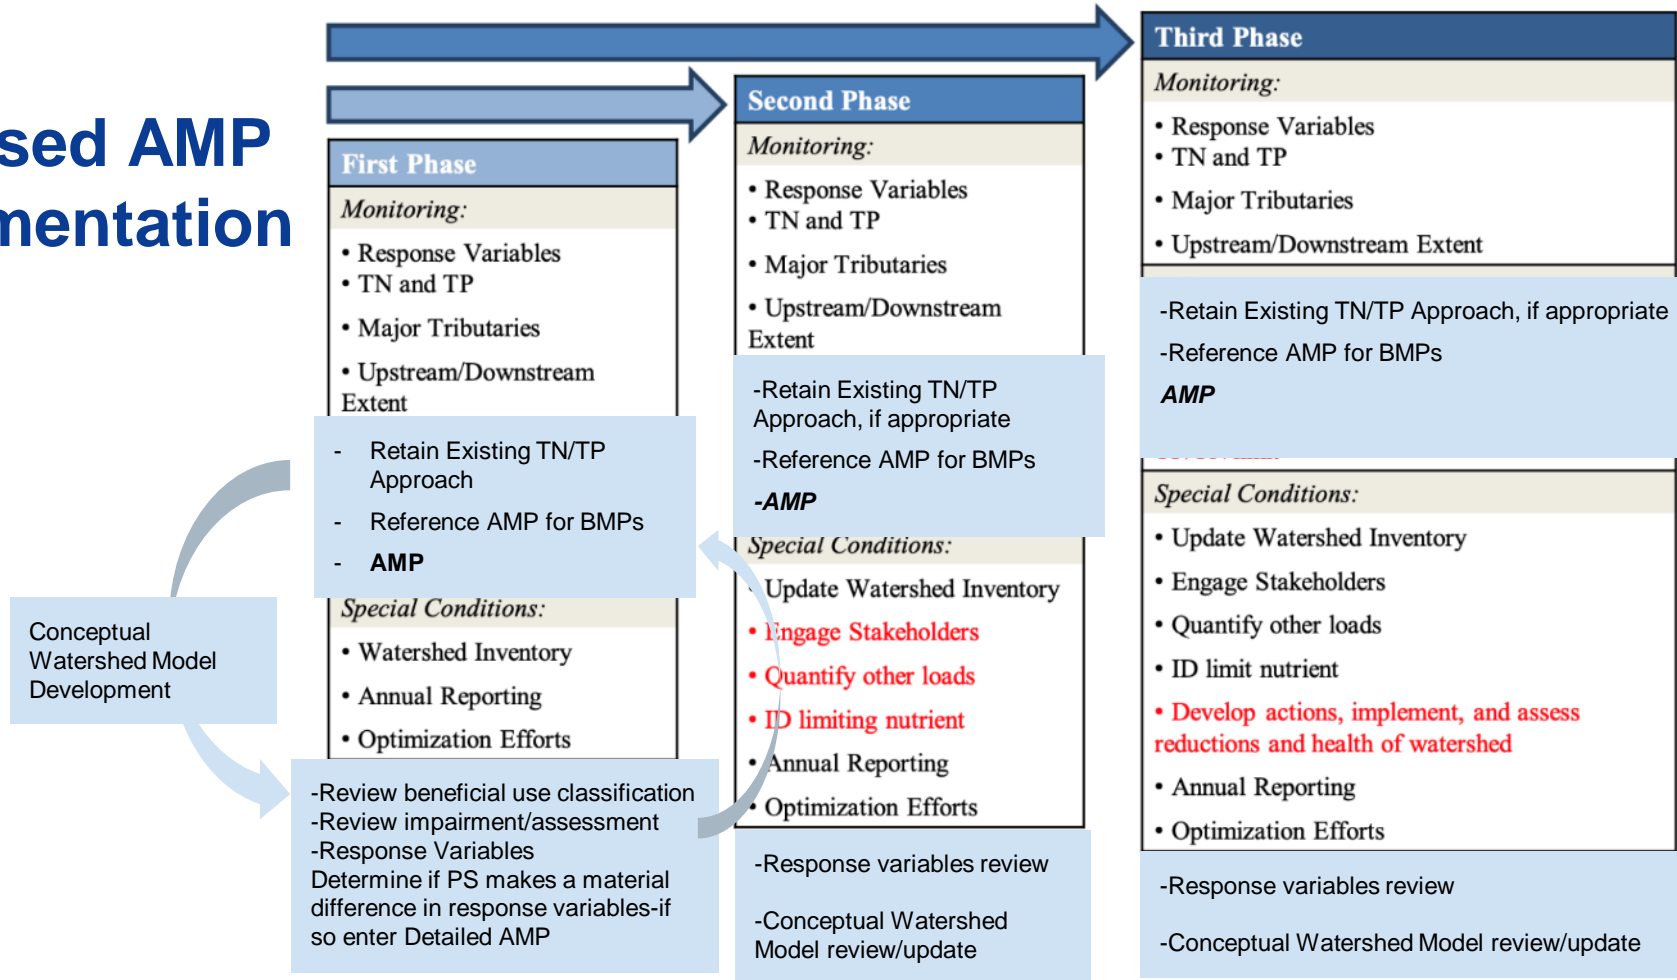 sed AMP
mentation
First Phase
Monitoring:
• Response Variables
• TN and TP
• Major Tributaries
• Upstream/Downstream
Extent
- Retain Existing TN/TP
Approach
- Reference AMP for BMPs
- AMP
Special Conditions:
• Watershed Inventory
• Annual Reporting
• Optimization Efforts
Conceptual
Watershed Model
Development
-Review beneficial use classification
-Review impairment/assessment
-Response Variables
Determine if PS makes a material
difference in response variables-if
so enter Detailed AMP
Second Phase
Monitoring:
• Response Variables
• TN and TP
• Major Tributaries
• Upstream/Downstream
Extent
-Retain Existing TN/TP
Approach, if appropriate
-Reference AMP for BMPs
-AMP
Special Conditions:
• Update Watershed Inventory
• Engage Stakeholders
• Quantify other loads
• ID limiting nutrient
• Annual Reporting
• Optimization Efforts
-Response variables review
-Conceptual Watershed
Model review/update
Third Phase
Monitoring:
• Response Variables
• TN and TP
• Major Tributaries
• Upstream/Downstream Extent
-Retain Existing TN/TP Approach, if appropriate
-Reference AMP for BMPs
AMP
Special Conditions:
• Update Watershed Inventory
• Engage Stakeholders
• Quantify other loads
• ID limit nutrient
• Develop actions, implement, and assess
reductions and health of watershed
• Annual Reporting
• Optimization Efforts
-Response variables review
-Conceptual Watershed Model review/update